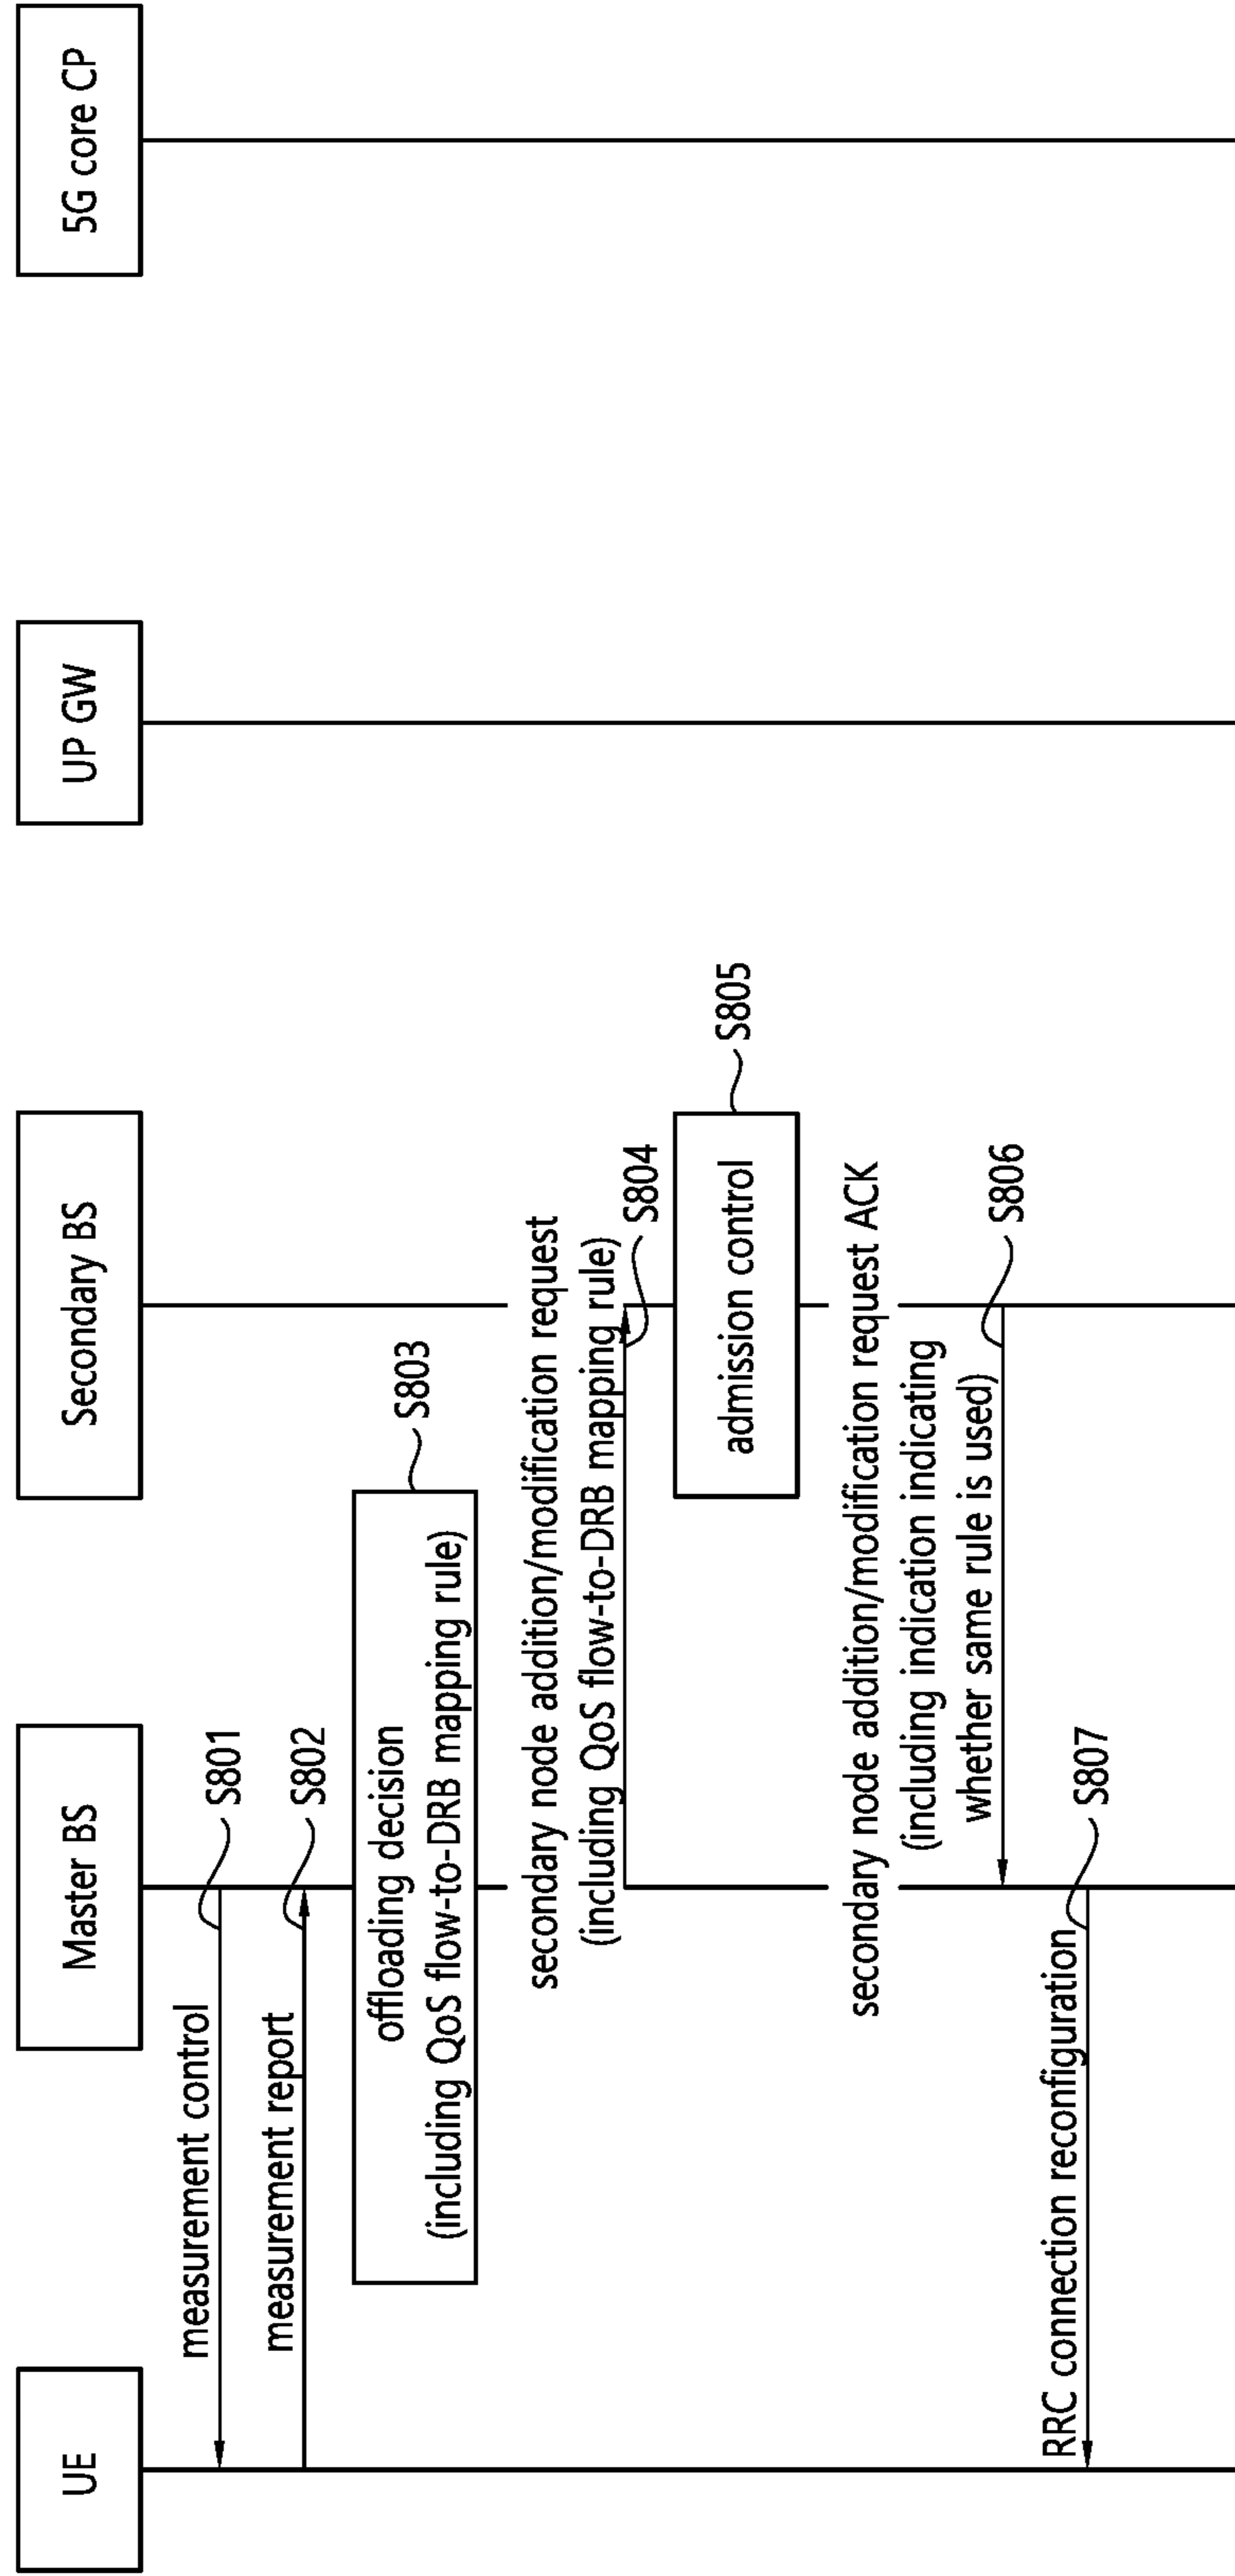 UE
Master BS
Secondary BS
UP GW
5G core CP
measurement control
S801
measurement report
S802
offloading decision
(including QoS flow-to-DRB mapping rule)
S803
secondary node addition/modification request
(including QoS flow-to-DRB mapping rule)
S804
admission control
S805
secondary node addition/modification request ACK
(including indication indicating
whether same rule is used)
S806
RRC connection reconfiguration
S807